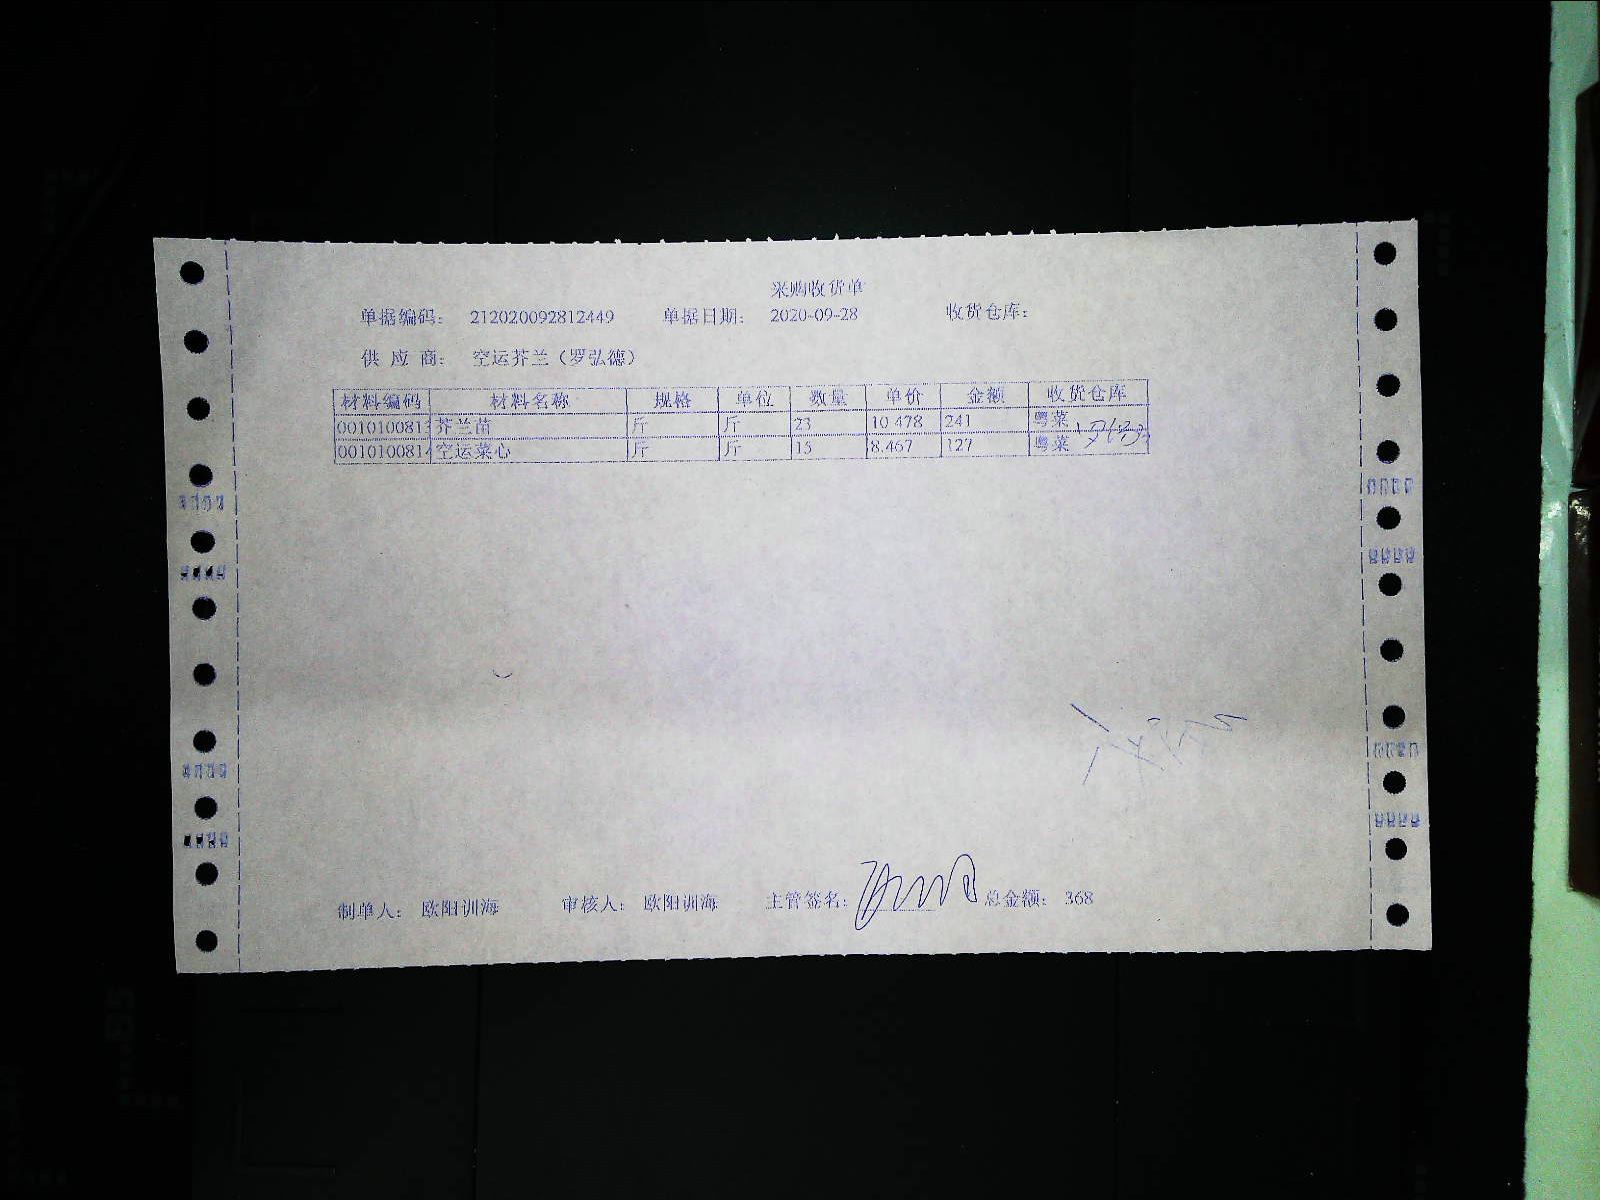 采购收货单
单据编码： 212020092812449 单据日期： 2020-09-28 收货仓库：
供 应 商： 空运芥兰（罗弘德）
材料编码 材料名称 规格 单位 数量 单价 金额 收货仓库
0010100813 芥兰苗 斤 斤 23 10.478 241 粤菜
0010100814 空运菜心 斤 斤 15 8.467 127 粤菜
制单人： 欧阳训海 审核人： 欧阳训海 主管签名： 总金额： 368